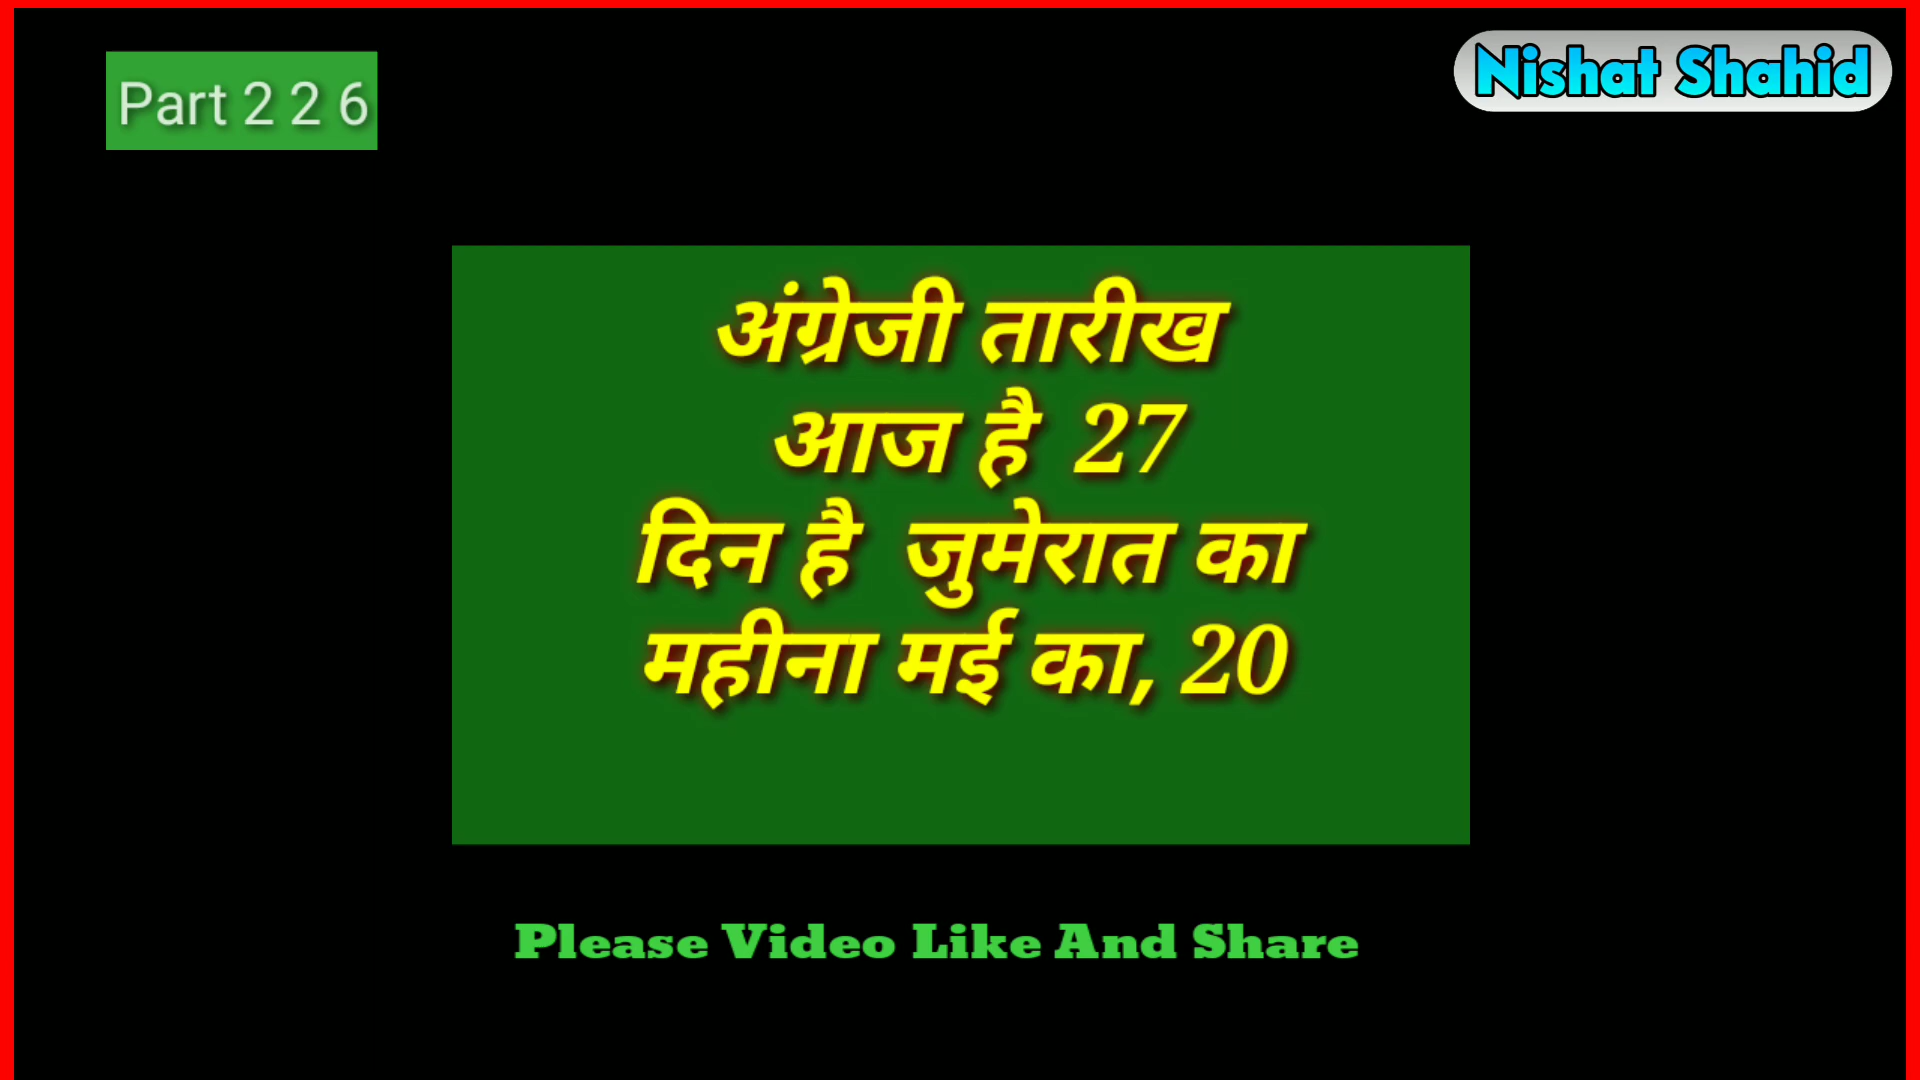 Part 2 2 6
Nishat Shahid
अंग्रेजी तारीख
आज है 27
दिन है जुमेरात का
महीना मई का, 20
Please Video Like And Share